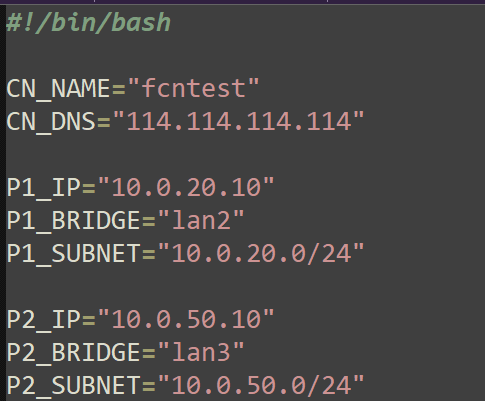 #!/bin/bash
CN_NAME="fcntest"
CN_DNS="114.114.114.114"
P1_IP="10.0.20.10"
P1_BRIDGE="lan2"
P1_SUBNET="10.0.20.0/24"
P2_IP="10.0.50.10"
P2_BRIDGE="lan3"
P2_SUBNET="10.0.50.0/24"